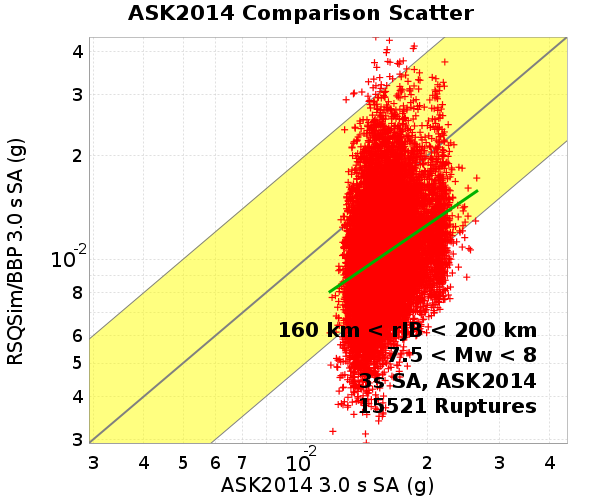 ASK2014 Comparison Scatter
RSQSim/BBP 3.0 s SA (g)
4
3
2
10^-2
8
6
5
4
3
160 km < rJB < 200 km
7.5 < Mw < 8
3s SA, ASK2014
15521 Ruptures
3 4 5 6 7 10^-2 2 3 4
ASK2014 3.0 s SA (g)